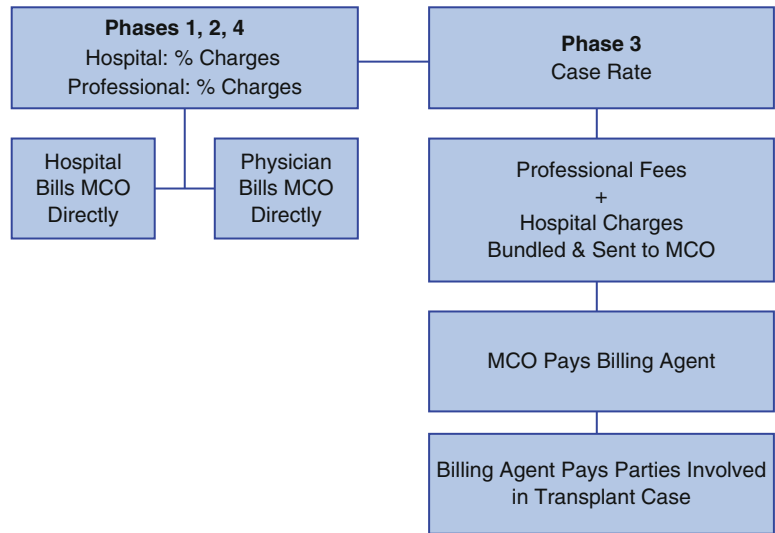 Phases 1, 2, 4
Hospital: % Charges
Professional: % Charges
Hospital
Bills MCO
Directly
Physician
Bills MCO
Directly
Phase 3
Case Rate
Professional Fees
+
Hospital Charges
Bundled & Sent to MCO
MCO Pays Billing Agent
Billing Agent Pays Parties Involved
in Transplant Case